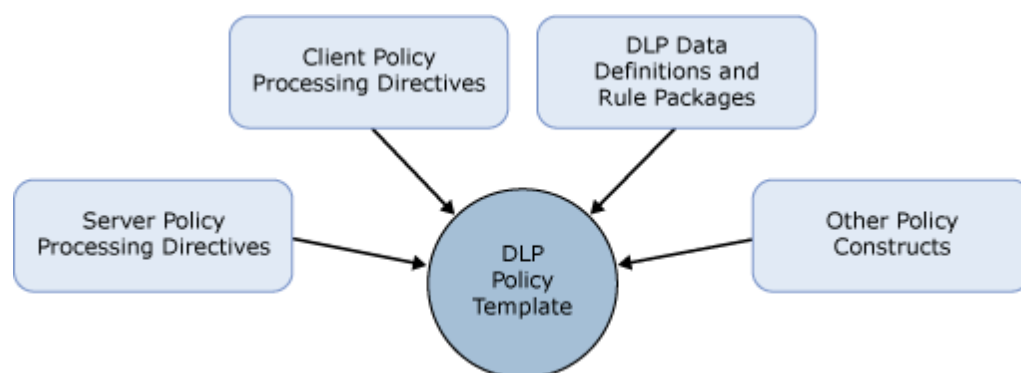 Client Policy
Processing Directives
DLP Data
Definitions and
Rule Packages
Server Policy
Processing Directives
DLP
Policy
Template
Other Policy
Constructs